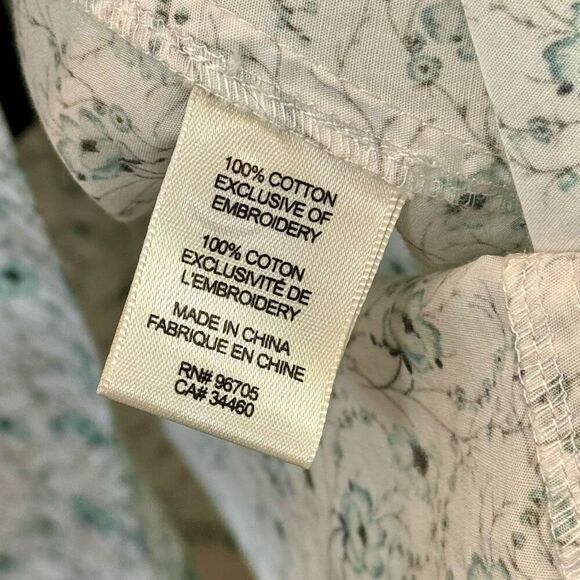 100% COTTON
EXCLUSIVE OF
EMBROIDERY
100% COTON
EXCLUSIVITÉ DE
L'EMBROIDERY
MADE IN CHINA
FABRIQUE EN CHINE
RN# 96705
CA# 34460